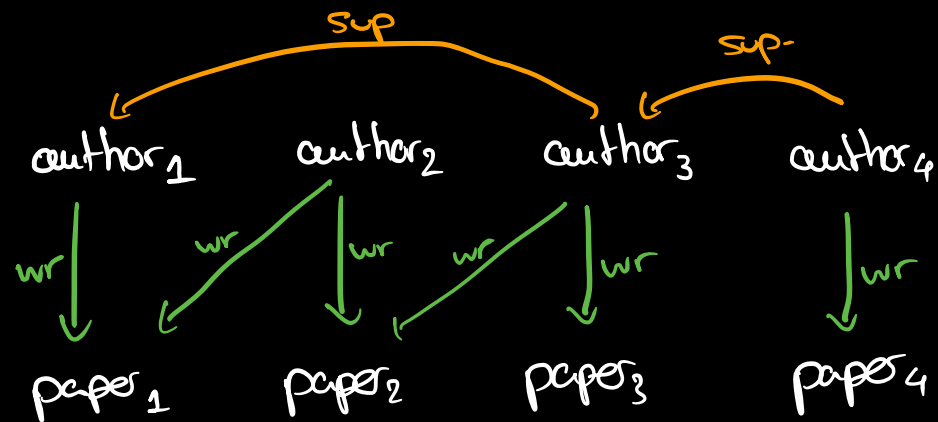 sup
sup-
author1 author2 author3 author4
wr wr wr wr wr wr
paper1 paper2 paper3 paper4